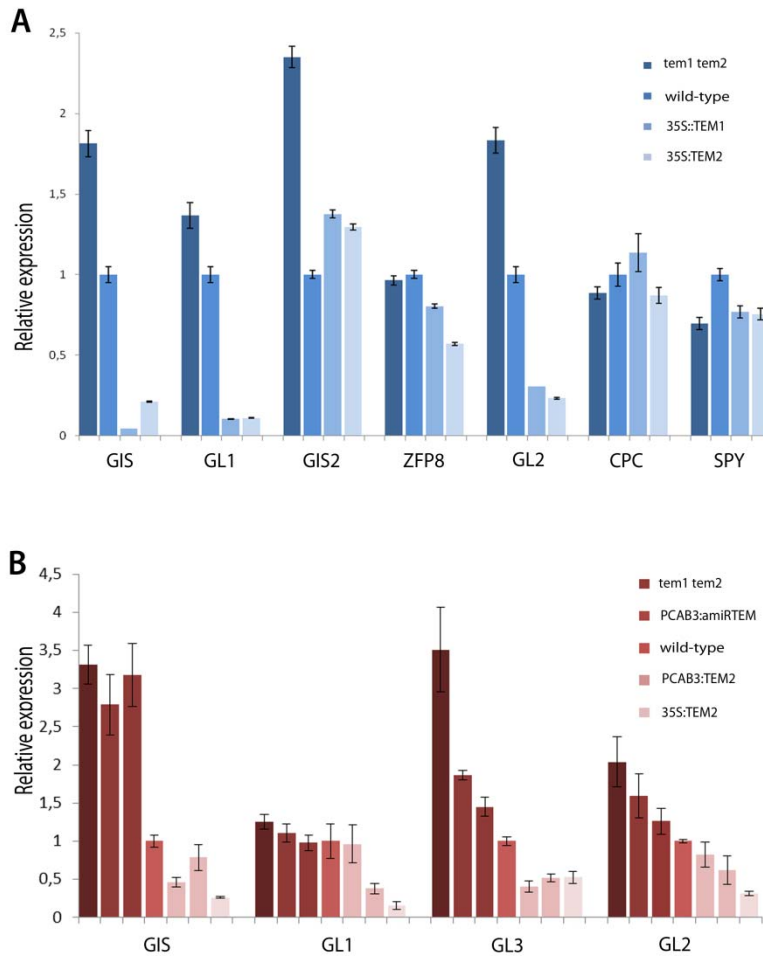 A
Relative expression
2,5
2
1,5
1
0,5
0
tem1 tem2
wild-type
35S::TEM1
35S:TEM2
GIS GL1 GIS2 ZFP8 GL2 CPC SPY
B
Relative expression
4,5
4
3,5
3
2,5
2
1,5
1
0,5
0
tem1 tem2
PCAB3:amiRTEM
wild-type
PCAB3:TEM2
35S:TEM2
GIS GL1 GL3 GL2